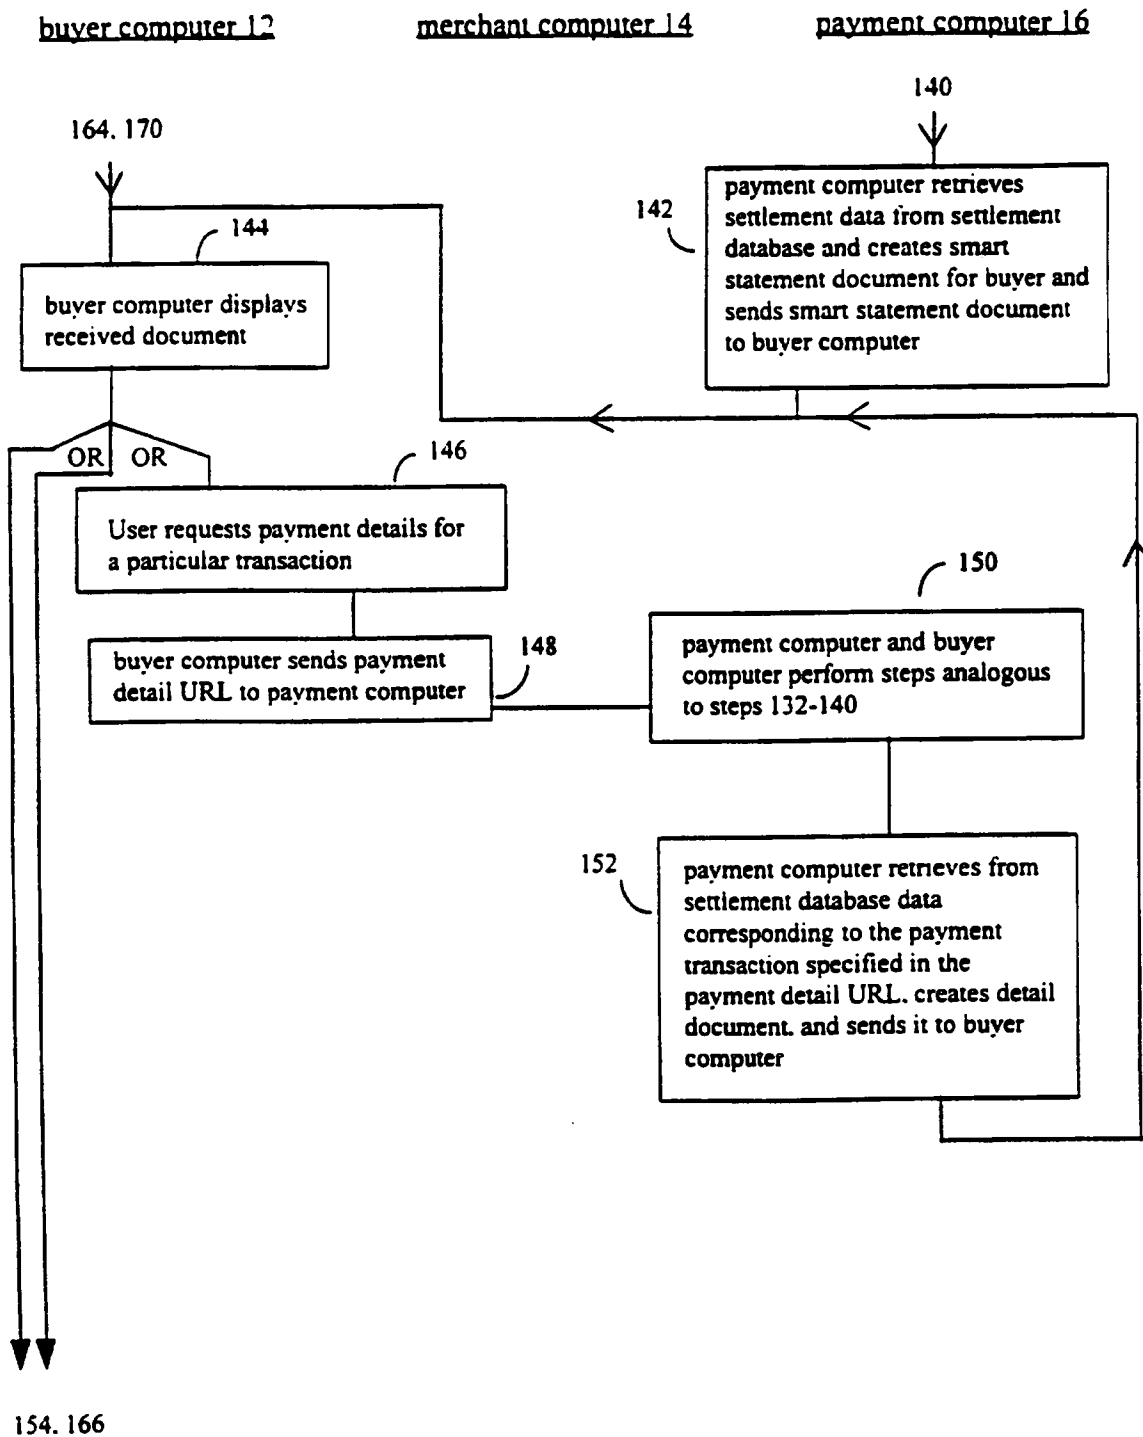 buyer computer 12
merchant computer 14
payment computer 16
140
164. 170
payment computer retrieves
settlement data from settlement
database and creates smart
statement document for buyer and
sends smart statement document
to buyer computer
142
144
buyer computer displays
received document
OR
OR
146
User requests payment details for
a particular transaction
150
buyer computer sends payment
detail URL to payment computer
148
payment computer and buyer
computer perform steps analogous
to steps 132-140
152
payment computer retrieves from
settlement database data
corresponding to the payment
transaction specified in the
payment detail URL. creates detail
document. and sends it to buyer
computer
154. 166